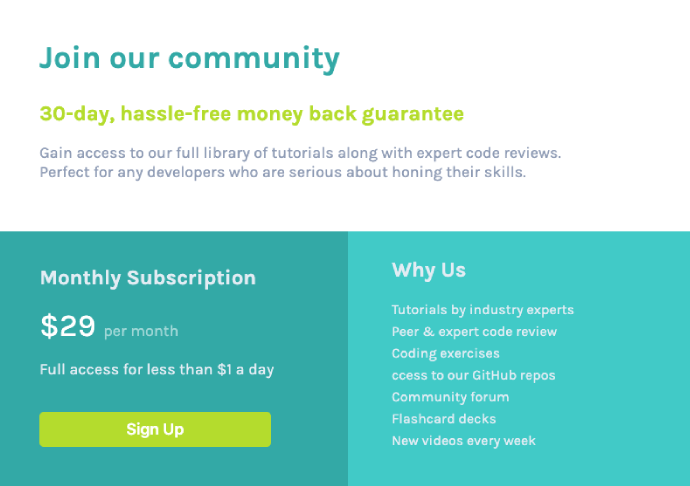 Join our community
30-day, hassle-free money back guarantee
Gain access to our full library of tutorials along with expert code reviews.
Perfect for any developers who are serious about honing their skills.
Monthly Subscription
$29 per month
Full access for less than $1 a day
Sign Up
Why Us
Tutorials by industry experts
Peer & expert code review
Coding exercises
ccess to our GitHub repos
Community forum
Flashcard decks
New videos every week